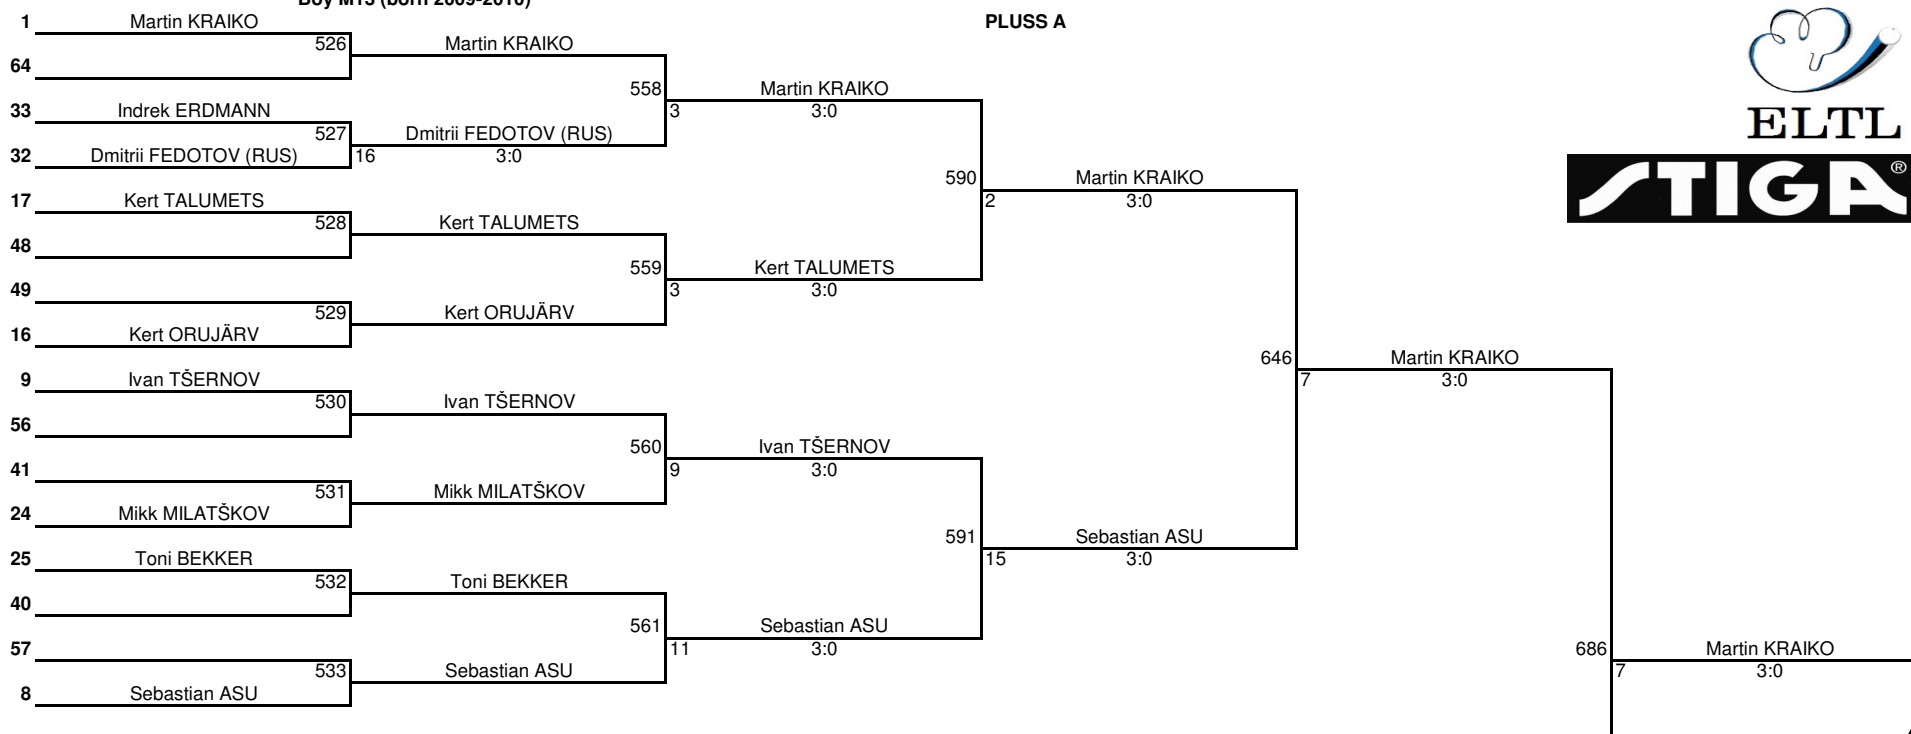 Boy M13 (born 2009-2010)
PLUSS A
1 Martin KRAIKO
526 Martin KRAIKO
64
558 Martin KRAIKO
3 3:0
33 Indrek ERDMANN
527 Dmitrii FEDOTOV (RUS)
32 Dmitrii FEDOTOV (RUS) 16 3:0
590 Martin KRAIKO
2 3:0
17 Kert TALUMETS
528 Kert TALUMETS
48
559 Kert TALUMETS
3 3:0
49
529 Kert ORUJÄRV
16 Kert ORUJÄRV
646 Martin KRAIKO
7 3:0
9 Ivan TŠERNOV
530 Ivan TŠERNOV
56
560 Ivan TŠERNOV
9 3:0
41
531 Mikk MILATŠKOV
24 Mikk MILATŠKOV
591 Sebastian ASU
15 3:0
25 Toni BEKKER
532 Toni BEKKER
40
561 Sebastian ASU
11 3:0
57
533 Sebastian ASU
8 Sebastian ASU
686 Martin KRAIKO
7 3:0
ELTL
STIGA®